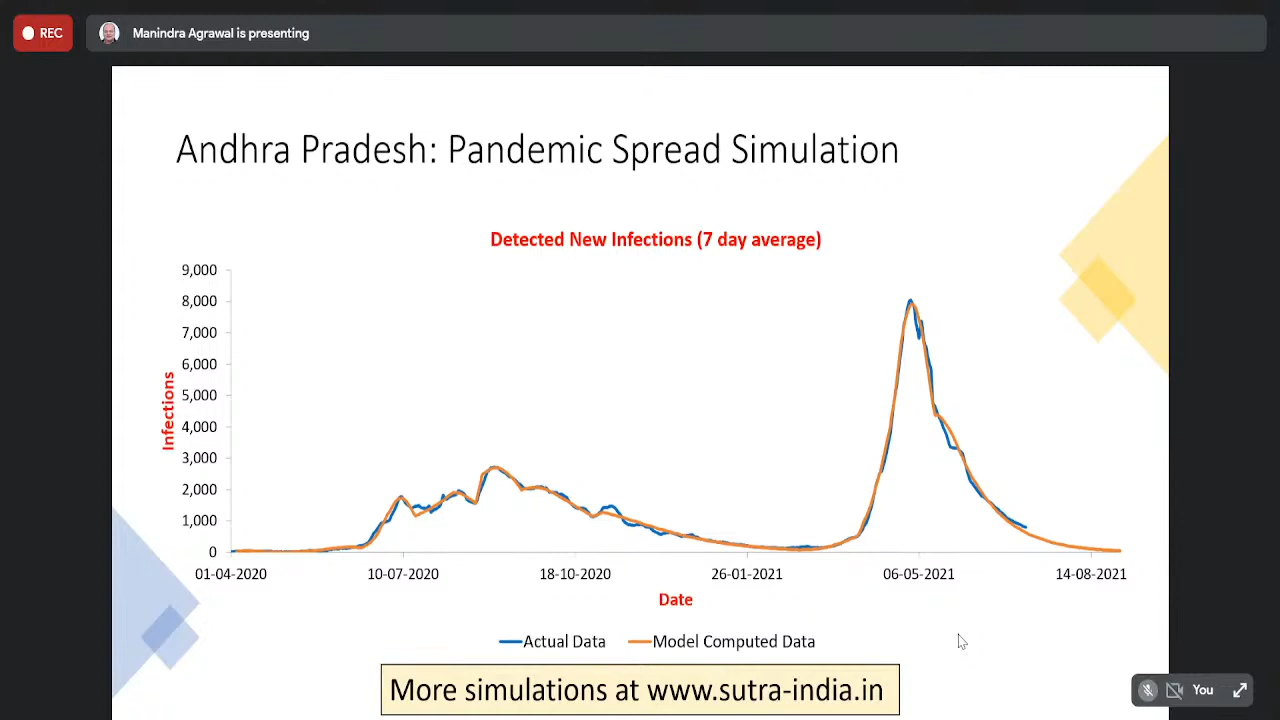 REC
Manindra Agrawal is presenting
Andhra Pradesh: Pandemic Spread Simulation
Detected New Infections (7 day average)
9,000
8,000
7,000
6,000
5,000
4,000
3,000
2,000
1,000
0
Infections
01-04-2020 10-07-2020 18-10-2020 26-01-2021 06-05-2021 14-08-2021
Date
Actual Data Model Computed Data
More simulations at www.sutra-india.in
You